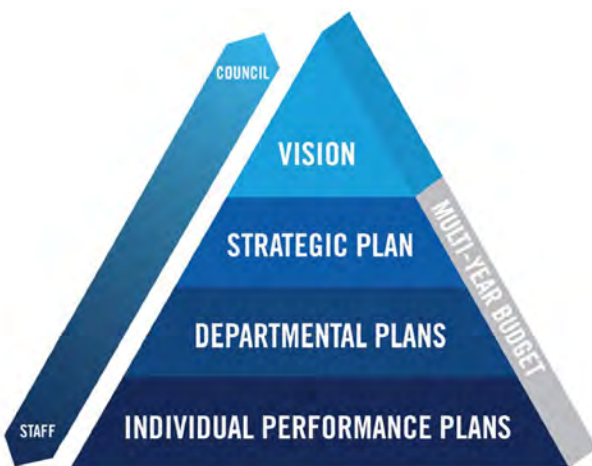 COUNCIL
VISION
STRATEGIC PLAN
MULTI-YEAR BUDGET
DEPARTMENTAL PLANS
STAFF
INDIVIDUAL PERFORMANCE PLANS